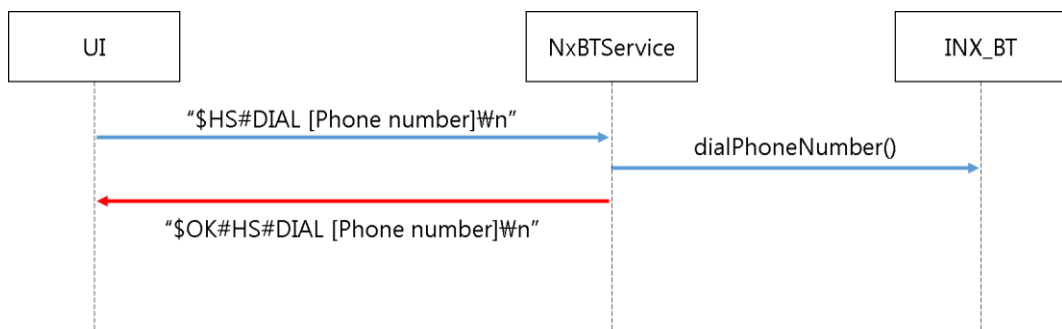 UI
NxBTService
INX_BT
“$HS#DIAL [Phone number]₩n”
dialPhoneNumber()
“$OK#HS#DIAL [Phone number]₩n”